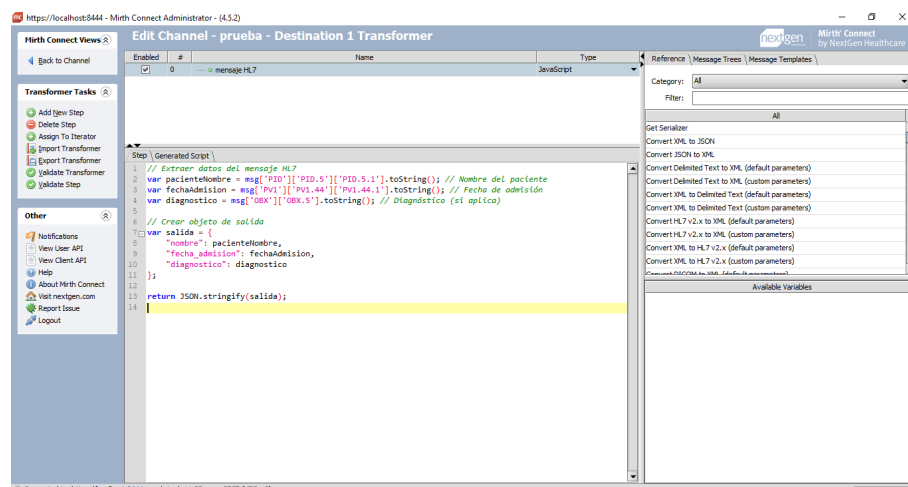 https://localhost:8444 - Mirth Connect Administrator - (4.5.2)
Mirth Connect Views
Back to Channel
Transformer Tasks
Add New Step
Delete Step
Assign To Iterator
Import Transformer
Export Transformer
Validate Transformer
Validate Step
Other
Notifications
View User API
View Client API
Help
About Mirth Connect
Visit nextgen.com
Report Issue
Logout
Edit Channel - prueba - Destination 1 Transformer
nextgen
Mirth® Connect
by NextGen Healthcare
Enabled # Name Type
0 mensaje HL7 JavaScript
Step Generated Script
1 // Extraer datos del mensaje HL7
2 var pacienteNombre = msg['PID']['PID.5']['PID.5.1'].toString(); // Nombre del paciente
3 var fechaAdmision = msg['PV1']['PV1.44']['PV1.44.1'].toString(); // Fecha de admisión
4 var diagnostico = msg['OBX']['OBX.5'].toString(); // Diagnóstico (si aplica)
5
6 // Crear objeto de salida
7 var salida = {
8 "nombre": pacienteNombre,
9 "fecha_admision": fechaAdmision,
10 "diagnostico": diagnostico
11 };
12
13 return JSON.stringify(salida);
14
Reference Message Trees Message Templates
Category: All
Filter:
All
Get Serializer
Convert XML to JSON
Convert JSON to XML
Convert Delimited Text to XML (default parameters)
Convert Delimited Text to XML (custom parameters)
Convert XML to Delimited Text (default parameters)
Convert XML to Delimited Text (custom parameters)
Convert HL7 v2.x to XML (default parameters)
Convert HL7 v2.x to XML (custom parameters)
Convert XML to HL7 v2.x (default parameters)
Convert XML to HL7 v2.x (custom parameters)
Convert DICOM to XML (default parameters)
Available Variables